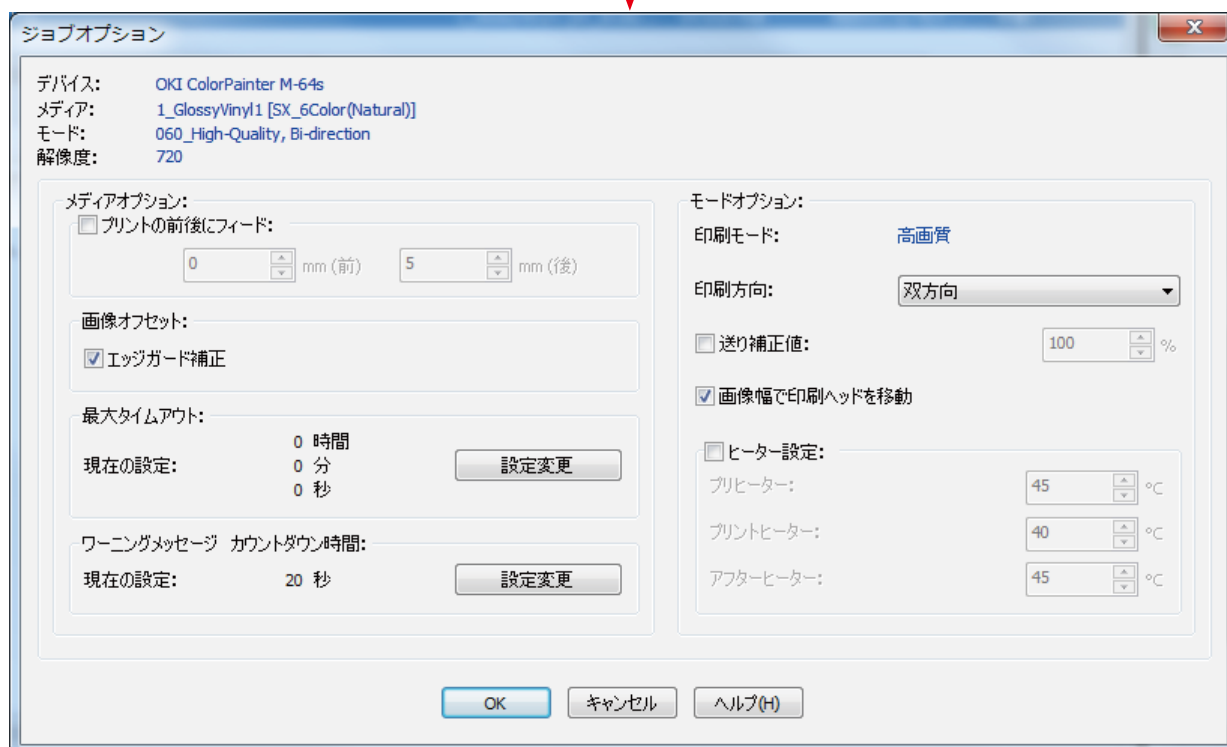 ジョブオプション
デバイス: OKI ColorPainter M-64s
メディア: 1_GlossyVinyl1 [SX_6Color(Natural)]
モード: 060_High-Quality, Bi-direction
解像度: 720
メディアオプション:
プリントの前後にフィード:
0 mm (前) 5 mm (後)
画像オフセット:
エッジガード補正
最大タイムアウト:
0 時間
現在の設定: 0 分 設定変更
0 秒
ワーニングメッセージ カウントダウン時間:
現在の設定: 20 秒 設定変更
モードオプション:
印刷モード: 高画質
印刷方向: 双方向
送り補正値: 100 %
画像幅で印刷ヘッドを移動
ヒーター設定:
プリヒーター: 45 °C
プリントヒーター: 40 °C
アフターヒーター: 45 °C
OK キャンセル ヘルプ(H)